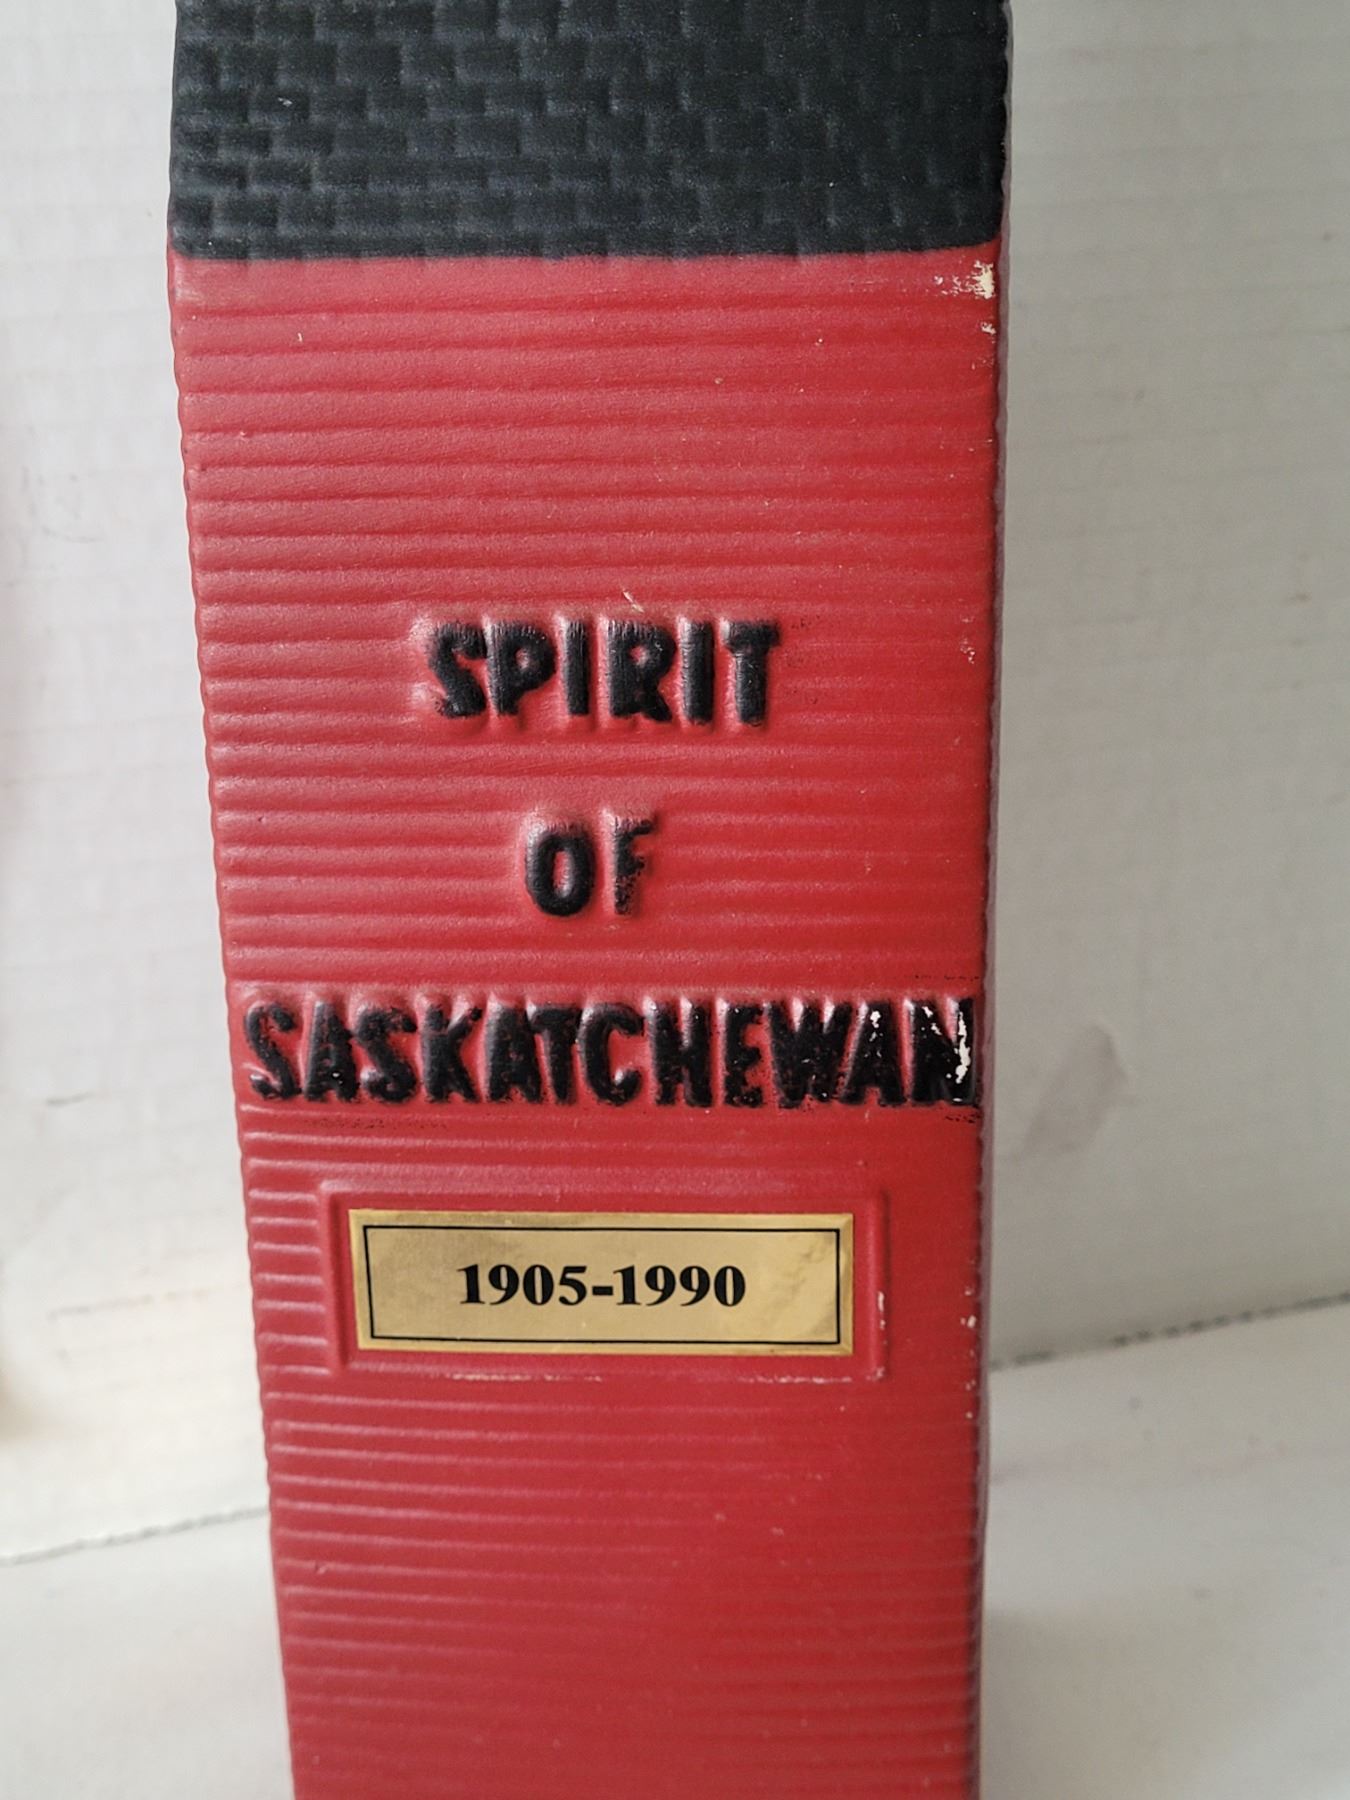 SPIRIT
OF
SASKATCHEWAN
1905-1990